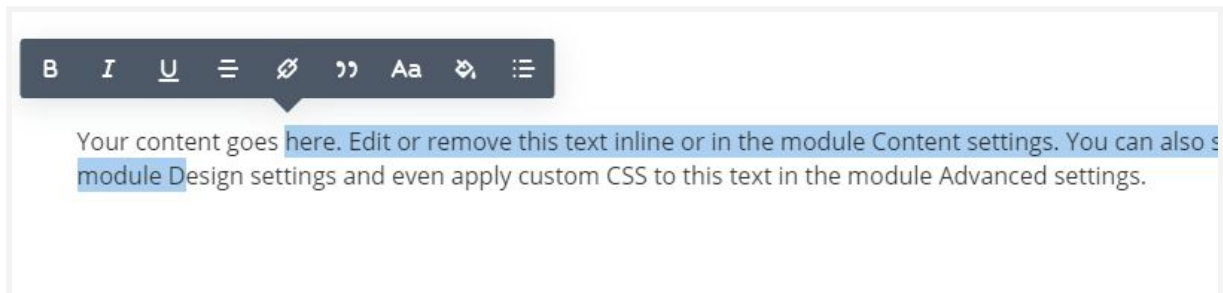 B I U Aa
Your content goes here. Edit or remove this text inline or in the module Content settings. You can also
module Design settings and even apply custom CSS to this text in the module Advanced settings.